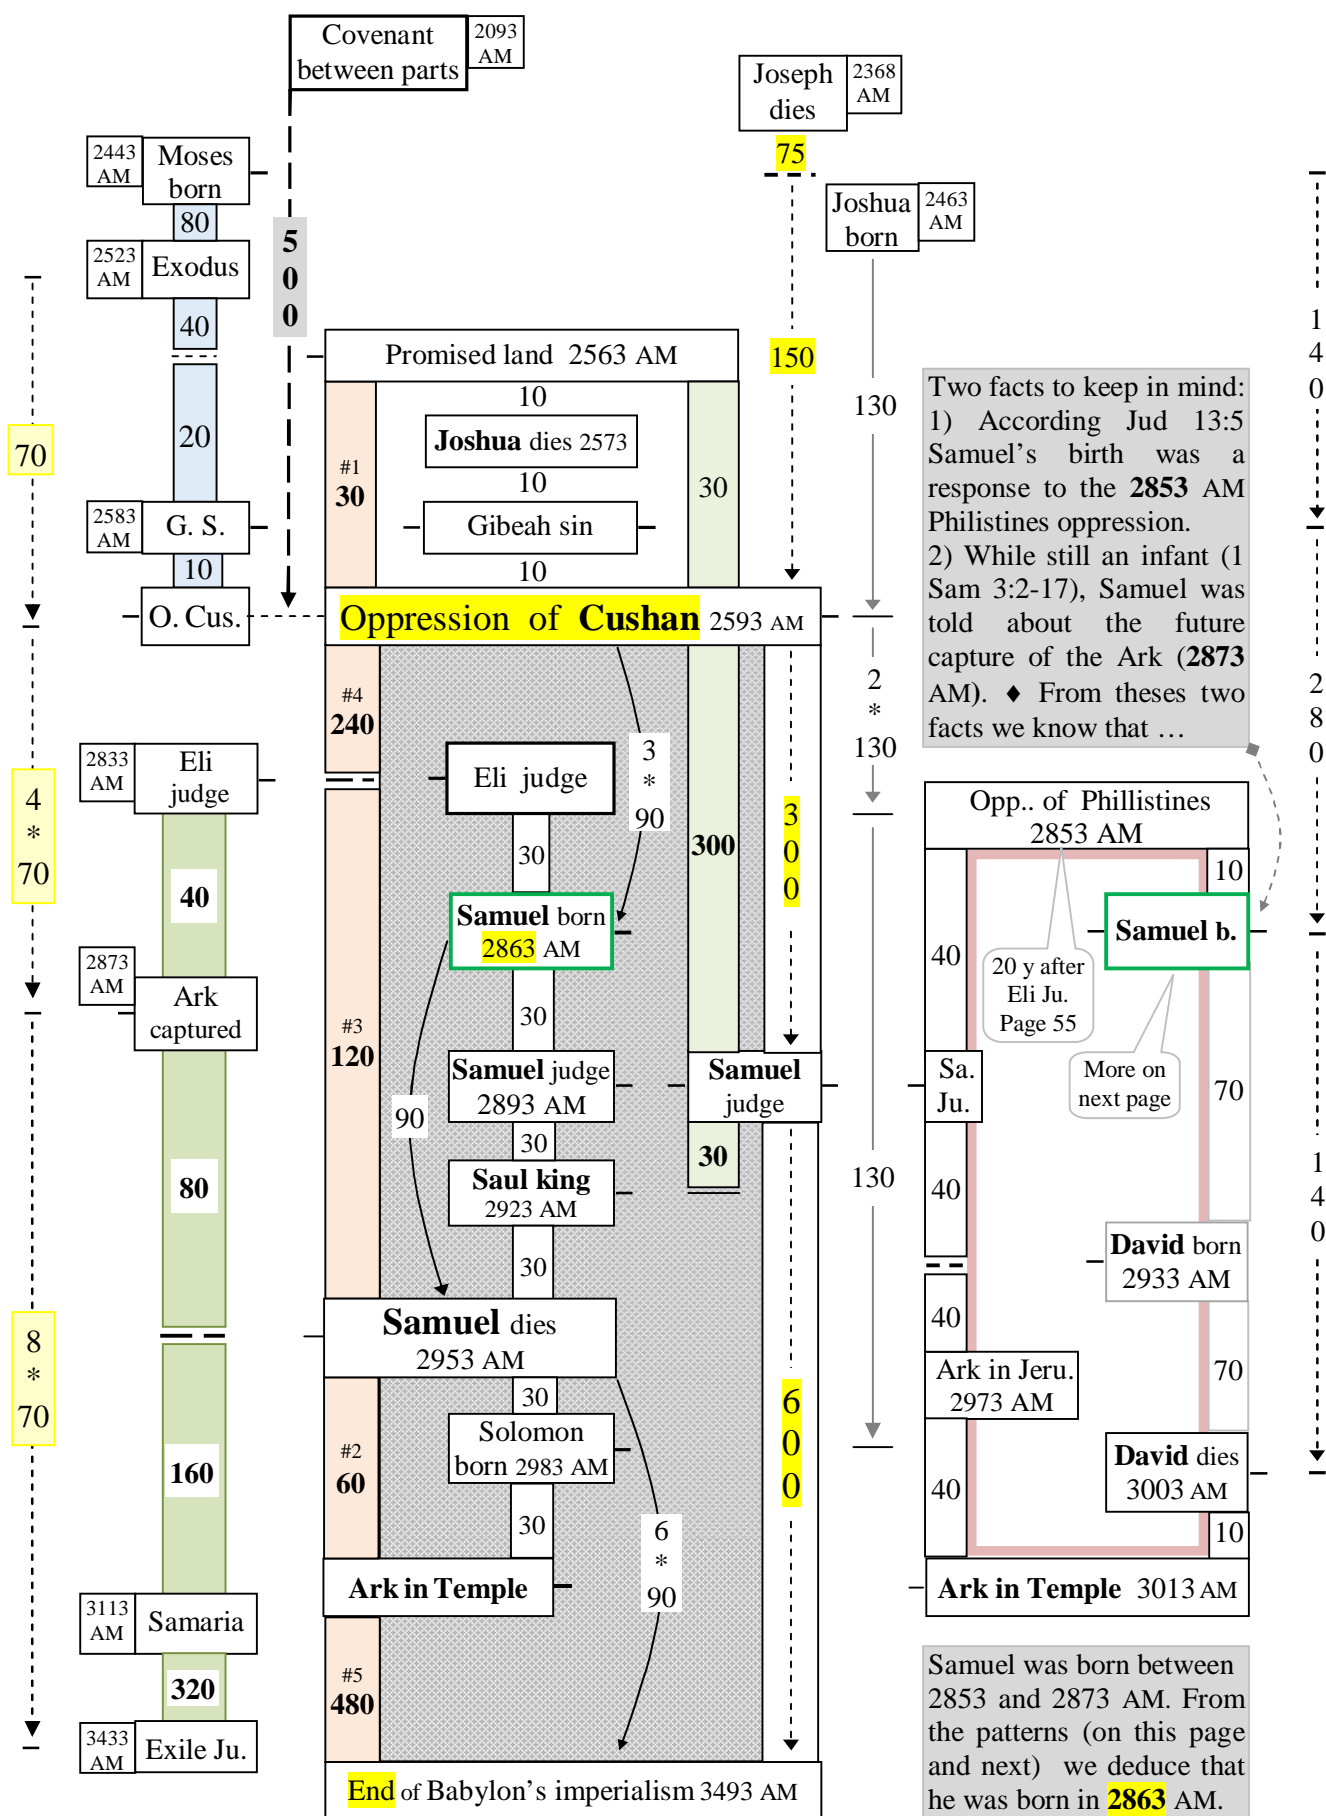 Covenant
between parts
2093
AM
Joseph
dies
2368
AM
75
2443
AM
Moses
born
80
2523
AM
Exodus
40
20
2583
AM
G. S.
10
O. Cus.
70
5
0
0
Joshua
born
2463
AM
150
130
1
4
0
Promised land 2563 AM
#1
30
10
Joshua dies 2573
10
Gibeah sin
10
30
Two facts to keep in mind:
1) According Jud 13:5
Samuel's birth was a
response to the 2853 AM
Philistines oppression.
2) While still an infant (1
Sam 3:2-17), Samuel was
told about the future
capture of the Ark (2873
AM). ♦ From theses two
facts we know that …
Oppression of Cushan 2593 AM
#4
240
3
*
90
2
*
130
2
8
0
2833
AM
Eli
judge
4
*
70
40
2873
AM
Ark
captured
80
8
*
70
160
3113
AM
Samaria
320
3433
AM
Exile Ju.
Eli judge
30
Samuel born
2863 AM
30
#3
120
90
Samuel judge
2893 AM
30
Saul king
2923 AM
30
Samuel dies
2953 AM
30
#2
60
Solomon
born 2983 AM
30
6
*
90
Ark in Temple
#5
480
End of Babylon's imperialism 3493 AM
300
3
0
0
Samuel
judge
30
6
0
0
130
Opp.. of Phillistines
2853 AM
10
40
Samuel b.
20 y after
Eli Ju.
Page 55
More on
next page
Sa.
Ju.
70
40
David born
2933 AM
40
Ark in Jeru.
2973 AM
70
40
David dies
3003 AM
10
Ark in Temple 3013 AM
1
4
0
Samuel was born between
2853 and 2873 AM. From
the patterns (on this page
and next) we deduce that
he was born in 2863 AM.